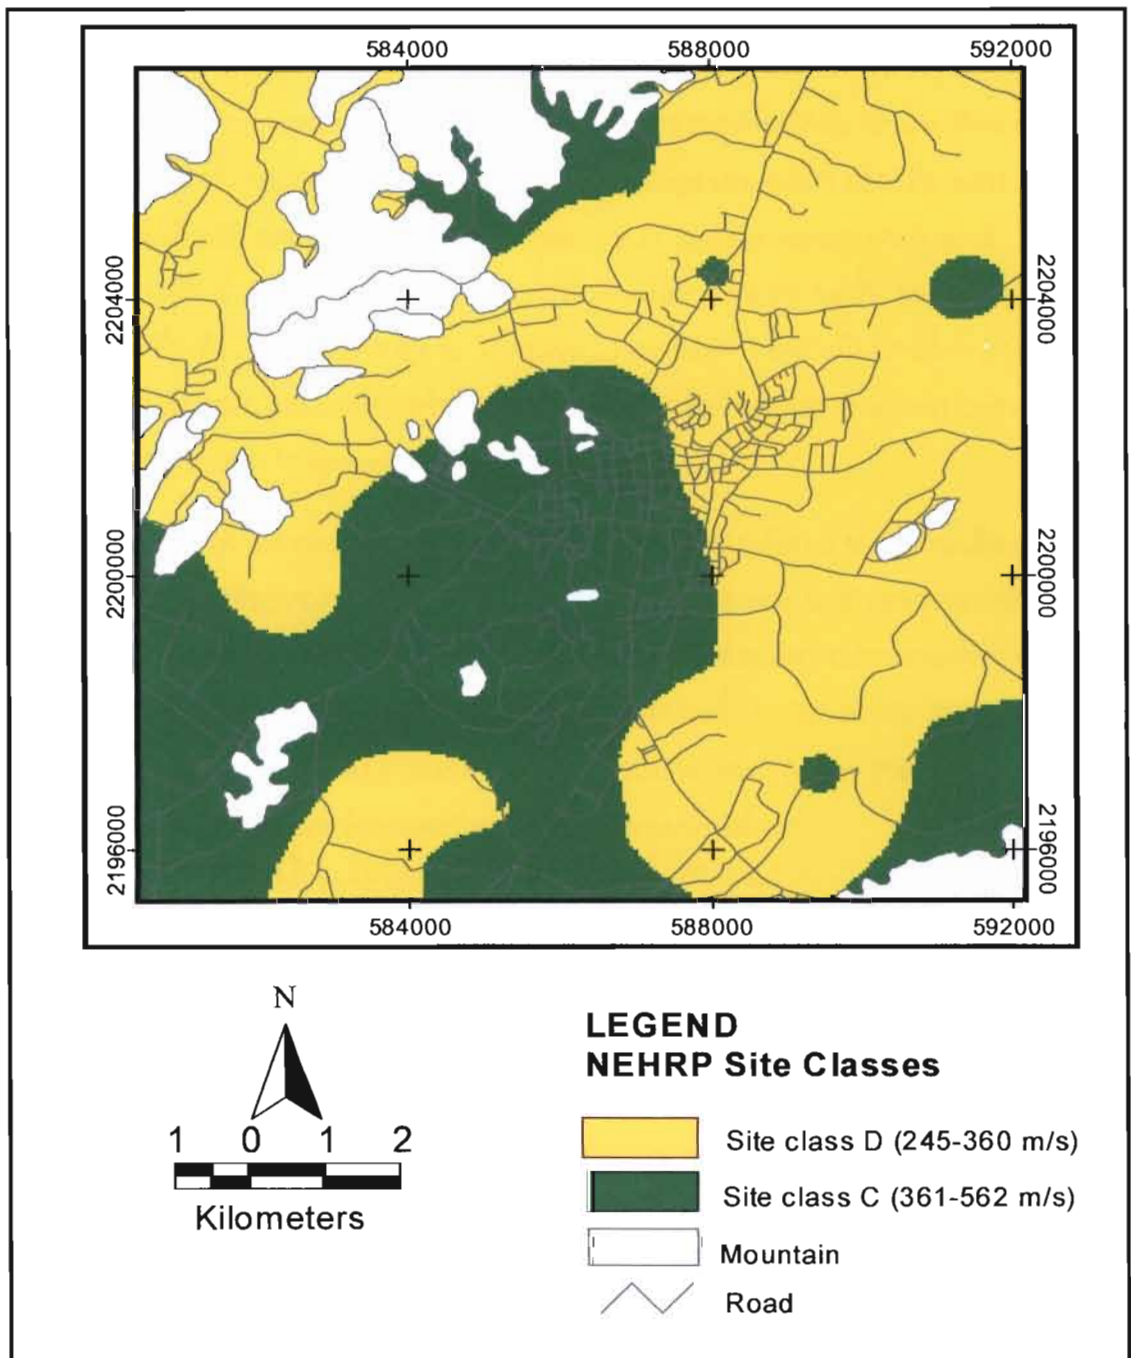 584000 588000 592000
2204000 2204000
2200000 2200000
2196000 2196000
584000 588000 592000
N
1 0 1 2
Kilometers
LEGEND
NEHRP Site Classes
Site class D (245-360 m/s)
Site class C (361-562 m/s)
Mountain
Road